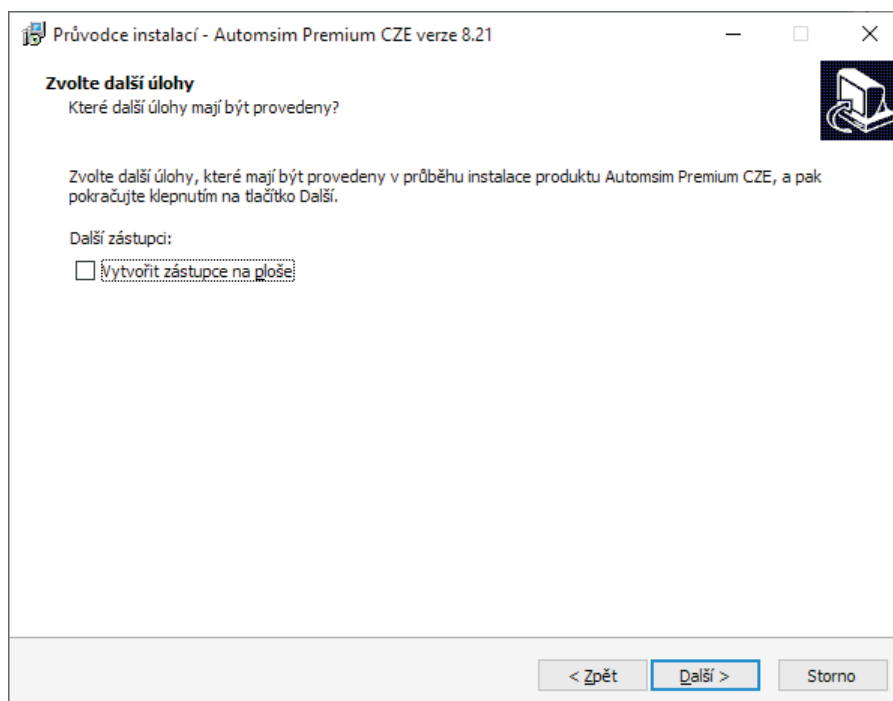 Průvodce instalací - Automsim Premium CZE verze 8.21
Zvolte další úlohy
Které další úlohy mají být provedeny?
Zvolte další úlohy, které mají být provedeny v průběhu instalace produktu Automsim Premium CZE, a pak
pokračujte klepnutím na tlačítko Další.
Další zástupci:
Vytvořit zástupce na ploše
< Zpět
Další >
Storno